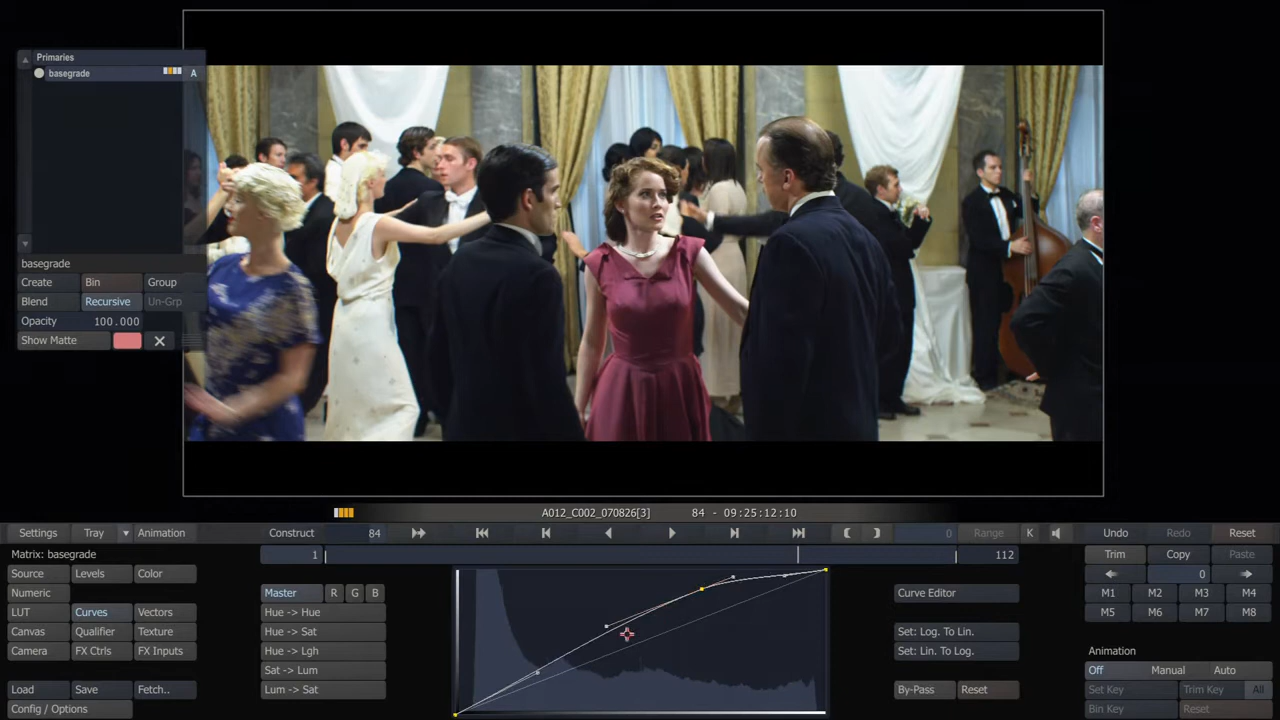 Primaries
basegrade A
basegrade
Create Bin Group
Blend Recursive Un-Grp
Opacity 100.000
Show Matte
A012_C002_070826[3] 84 - 09:25:12:10
Settings Tray Animation Construct 84 0 Range K Undo Redo Reset
Matrix: basegrade 1 112 Trim Copy Paste
Source Levels Color 0
Numeric Master R G B Curve Editor M1 M2 M3 M4
LUT Curves Vectors Hue -> Hue M5 M6 M7 M8
Canvas Qualifier Texture Hue -> Sat Set: Log. To Lin.
Camera FX Ctrls FX Inputs Hue -> Lgh Set: Lin. To Log. Animation
Sat -> Lum Off Manual Auto
Load Save Fetch.. Lum -> Sat By-Pass Reset Set Key Trim Key All
Config / Options Bin Key Reset